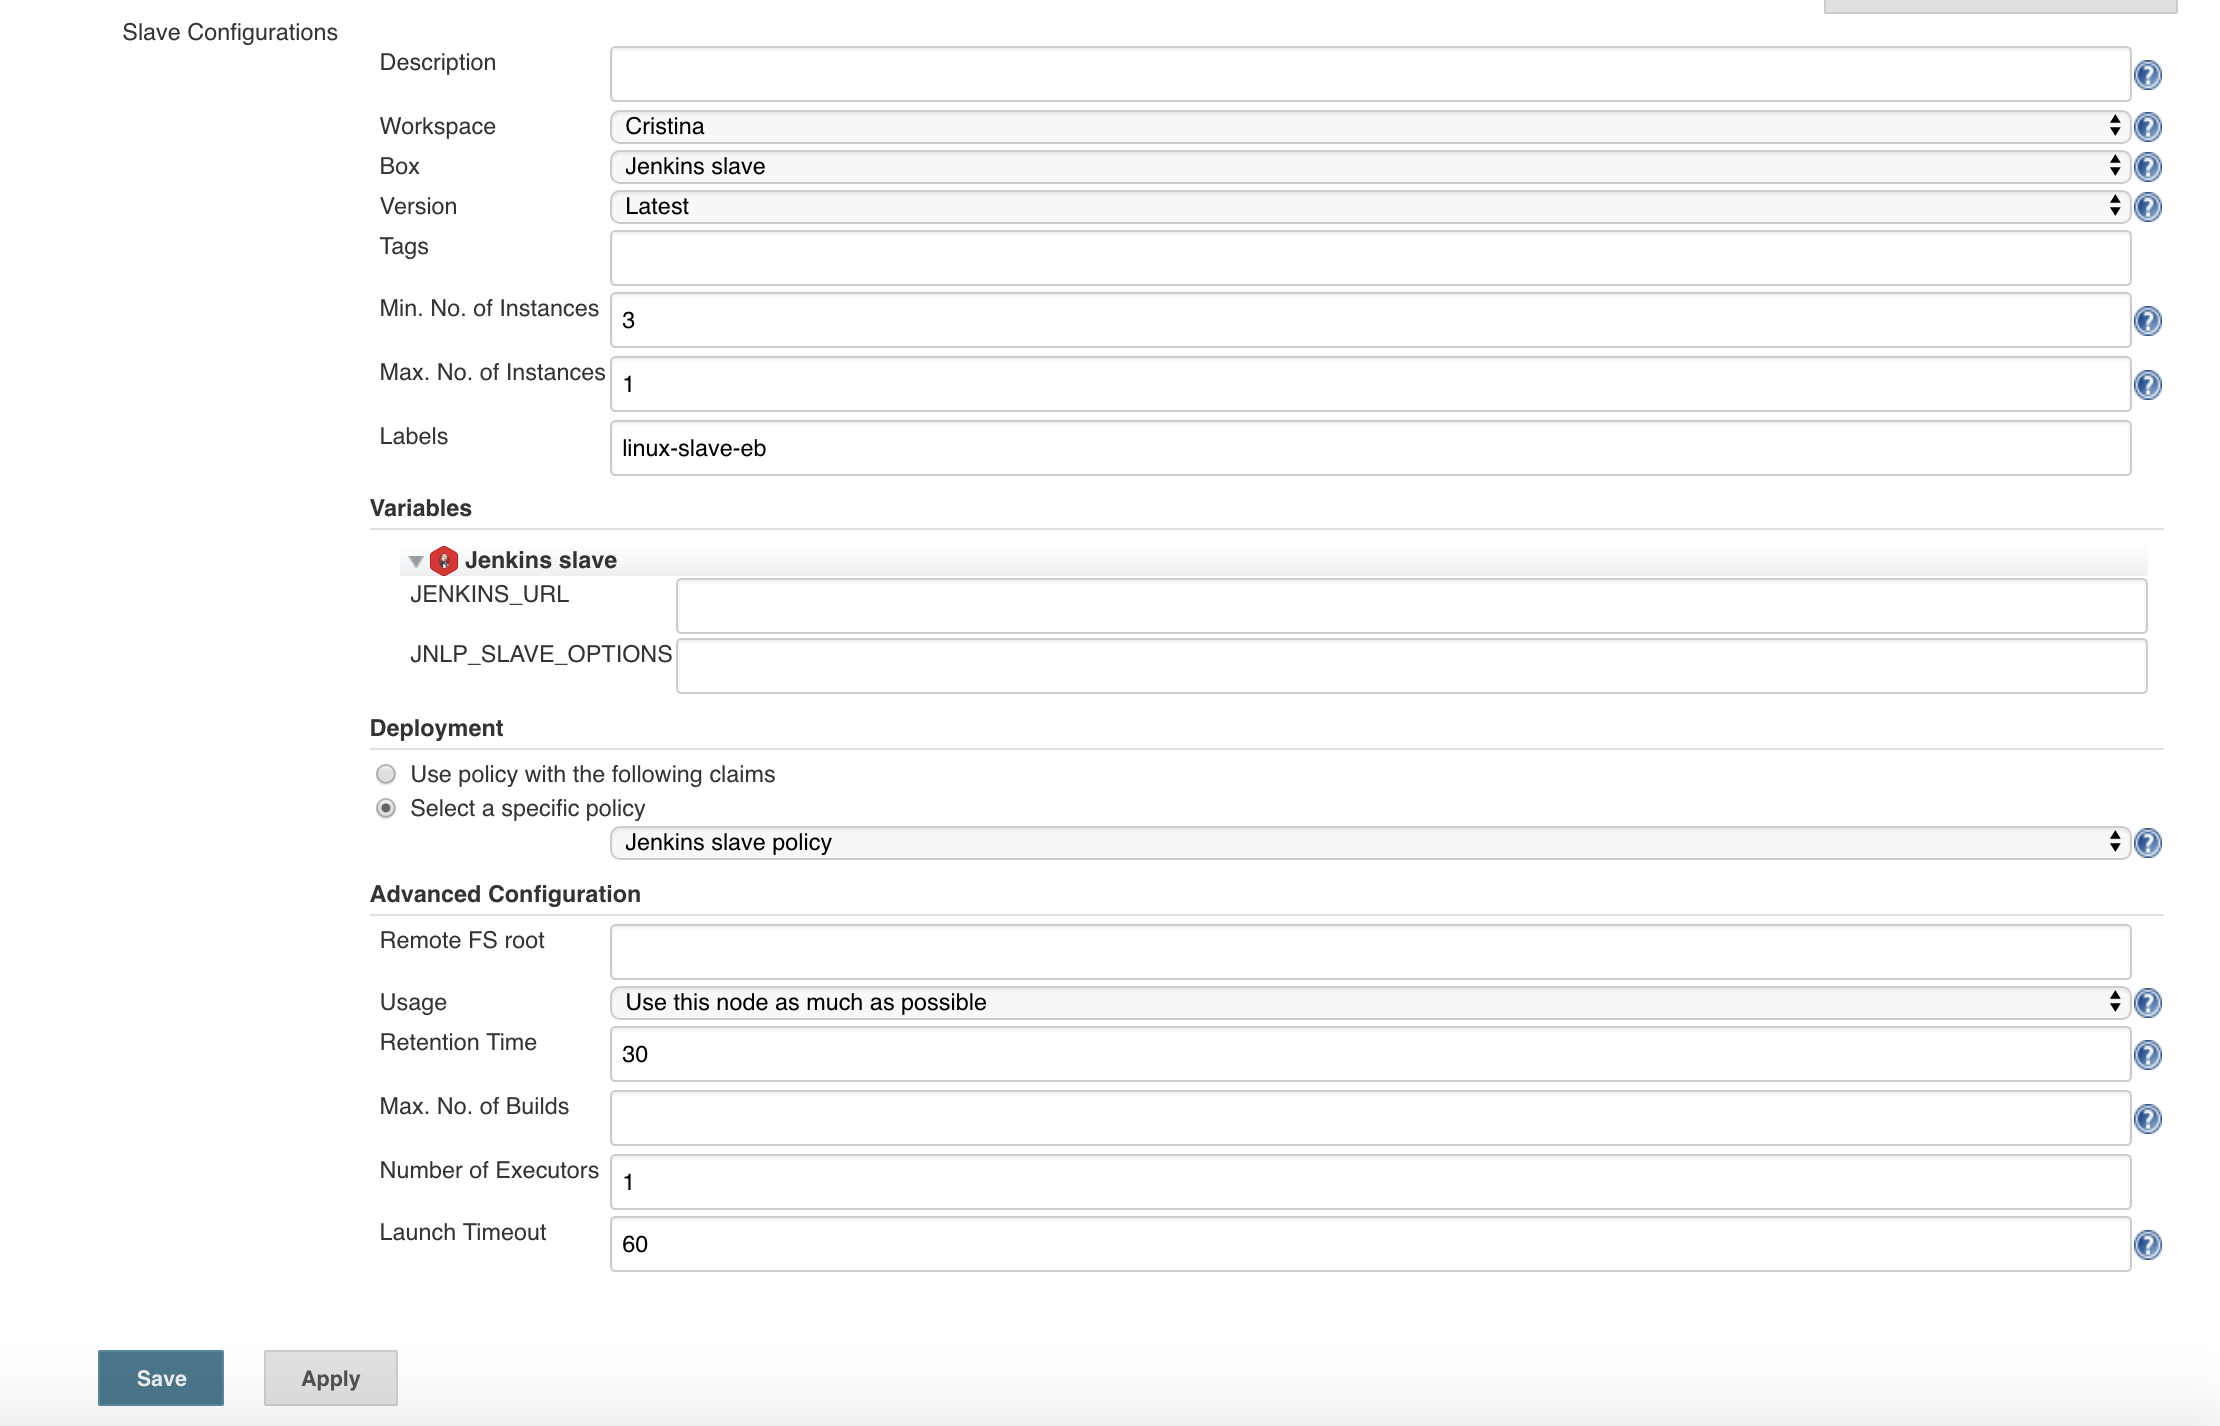 Slave Configurations
Description
Workspace Cristina
Box Jenkins slave
Version Latest
Tags
Min. No. of Instances 3
Max. No. of Instances 1
Labels linux-slave-eb
Variables
Jenkins slave
JENKINS_URL
JNLP_SLAVE_OPTIONS
Deployment
Use policy with the following claims
Select a specific policy
Jenkins slave policy
Advanced Configuration
Remote FS root
Usage Use this node as much as possible
Retention Time 30
Max. No. of Builds
Number of Executors 1
Launch Timeout 60
Save Apply